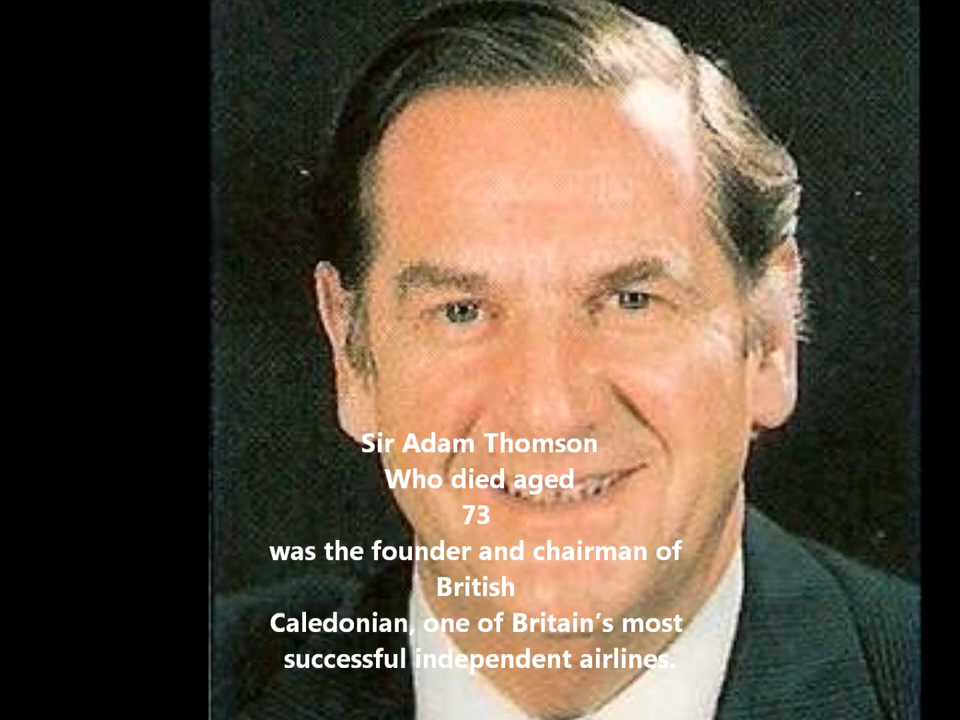 Sir Adam Thomson
Who died aged
73
was the founder and chairman of
British
Caledonian, one of Britain’s most
successful independent airlines.